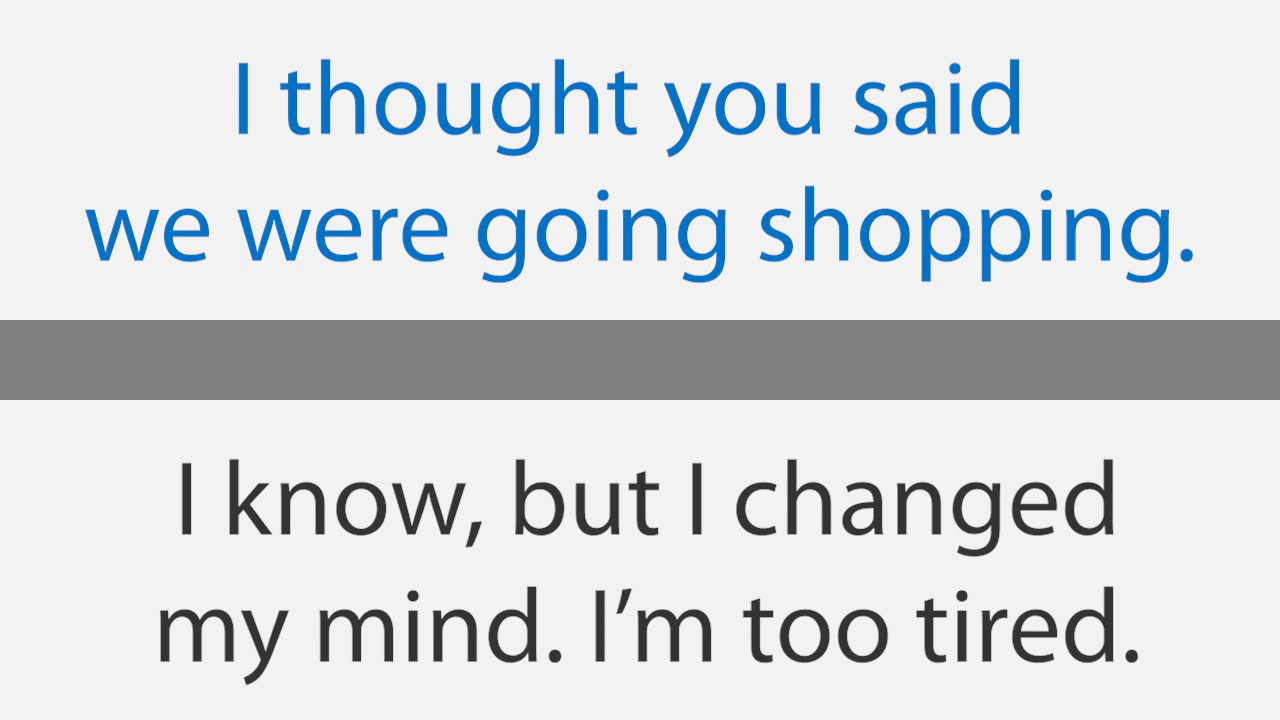 I thought you said
we were going shopping.
I know, but I changed
my mind. I’m too tired.